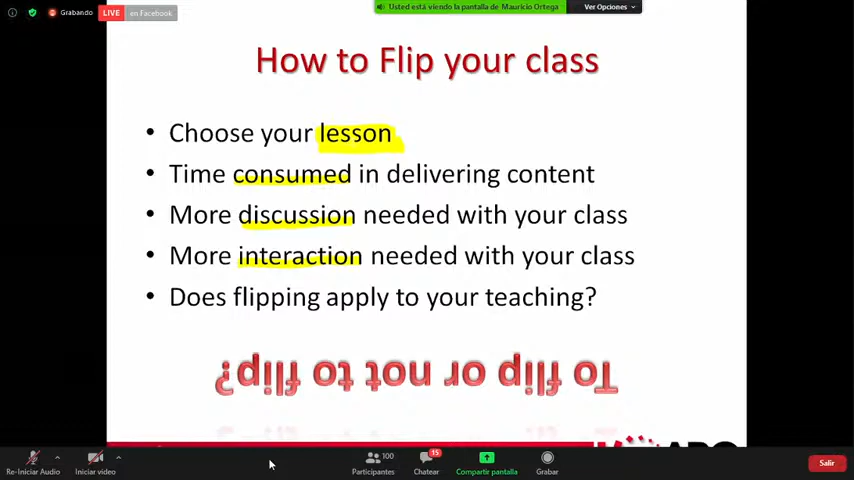 Grabando
LIVE
en Facebook
Usted está viendo la pantalla de Mauricio Ortega
Ver Opciones
How to Flip your class
• Choose your lesson
• Time consumed in delivering content
• More discussion needed with your class
• More interaction needed with your class
• Does flipping apply to your teaching?
To flip or not to flip?
Re-Iniciar Audio
Iniciar video
Participantes
100
Chatear
15
Compartir pantalla
Grabar
Salir